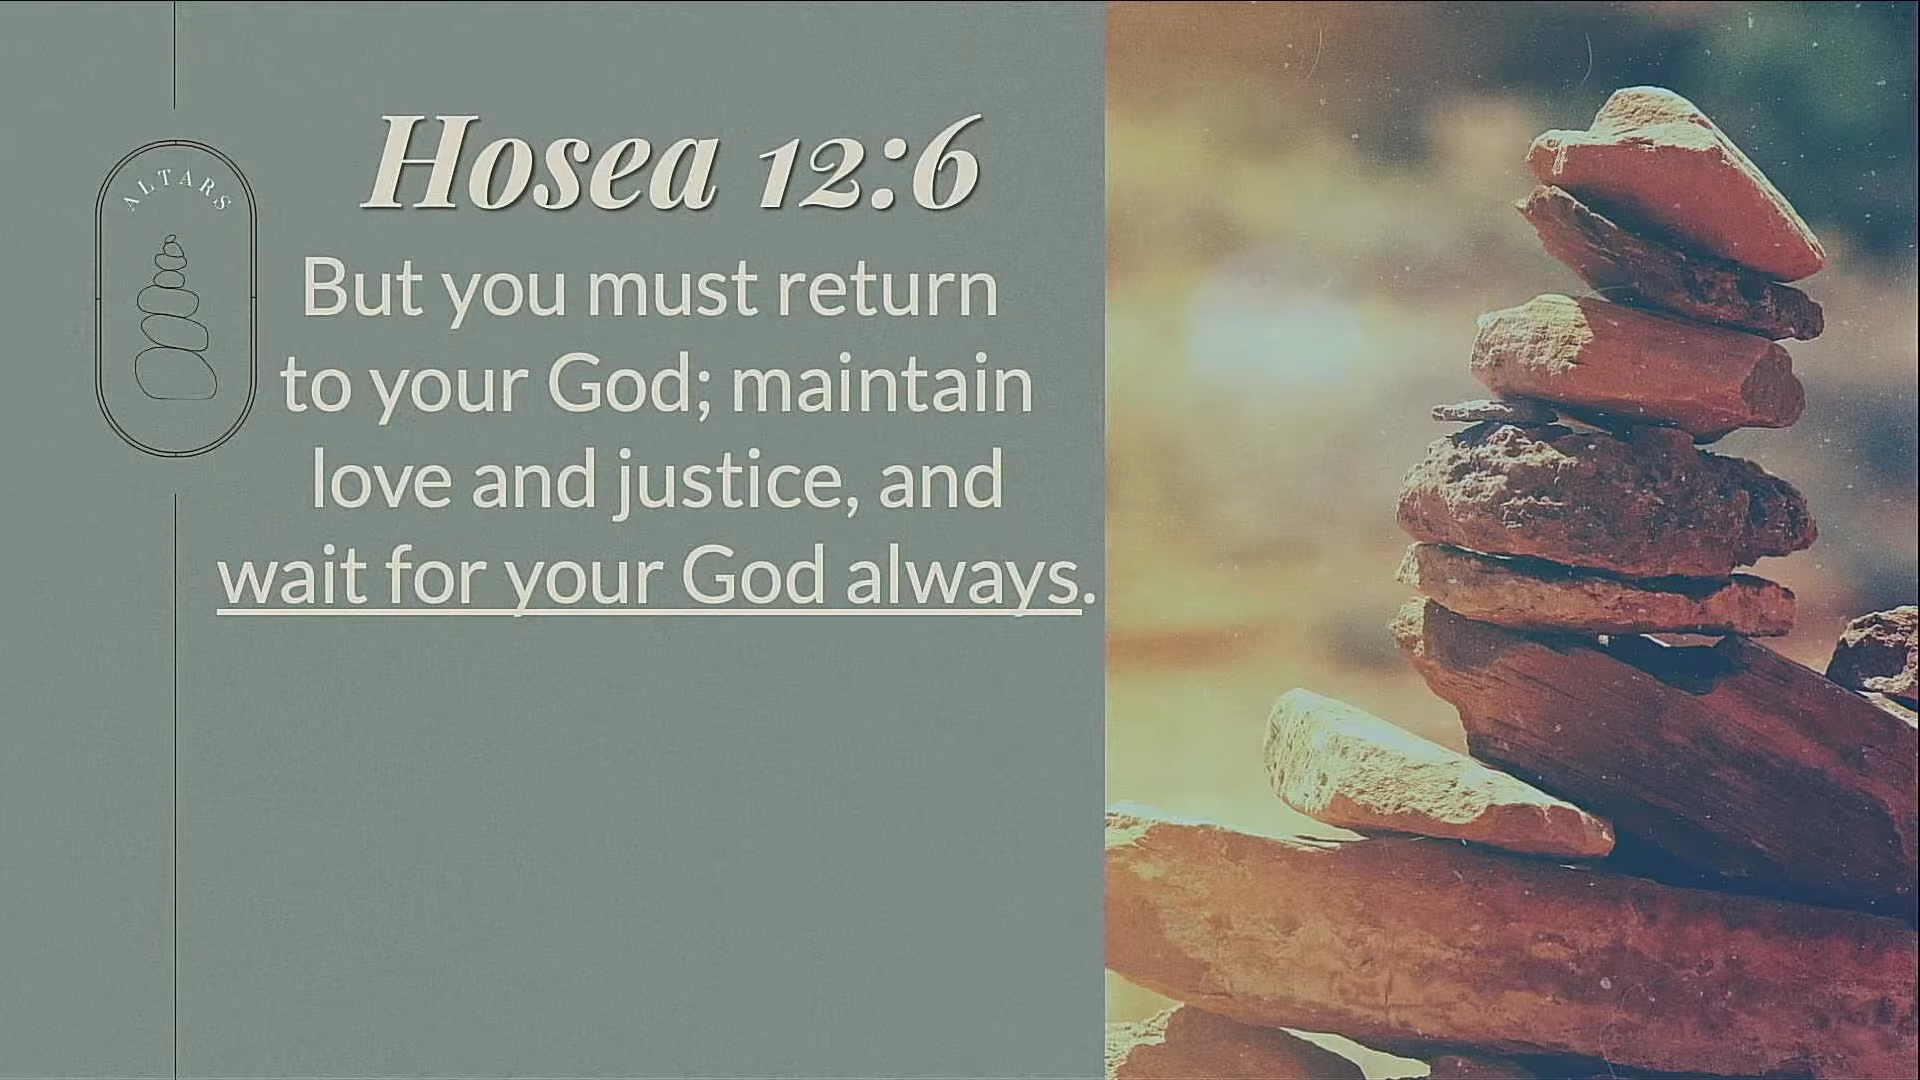 ALTARS
Hosea 12:6
But you must return
to your God; maintain
love and justice, and
wait for your God always.